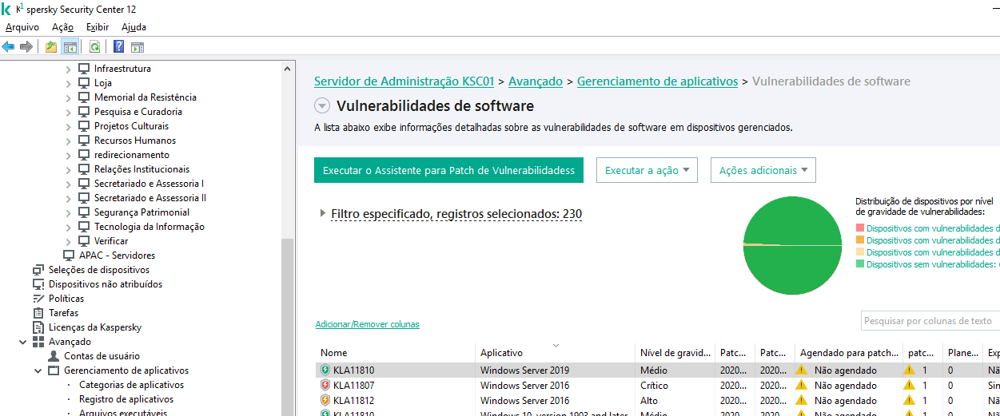 spersky Security Center 12
Arquivo Ação Exibir Ajuda
Infraestrutura
Loja
Memorial da Resistência
Pesquisa e Curadoria
Projetos Culturais
Recursos Humanos
redirecionamento
Relações Institucionais
Secretariado e Assessoria I
Secretariado e Assessoria II
Segurança Patrimonial
Tecnologia da Informação
Verificar
APAC - Servidores
Seleções de dispositivos
Dispositivos não atribuídos
Políticas
Tarefas
Licenças da Kaspersky
Avançado
Contas de usuário
Gerenciamento de aplicativos
Categorias de aplicativos
Registro de aplicativos
Arquivos executáveis
Servidor de Administração KSC01 > Avançado > Gerenciamento de aplicativos > Vulnerabilidades de software
Vulnerabilidades de software
A lista abaixo exibe informações detalhadas sobre as vulnerabilidades de software em dispositivos gerenciados.
Executar o Assistente para Patch de Vulnerabilidadess
Executar a ação
Ações adicionais
Filtro especificado, registros selecionados: 230
Distribuição de dispositivos por nível
de gravidade de vulnerabilidades:
Dispositivos com vulnerabilidades d
Dispositivos com vulnerabilidades d
Dispositivos com vulnerabilidades d
Dispositivos sem vulnerabilidades:
Adicionar/Remover colunas
Pesquisar por colunas de texto
Nome Aplicativo Nível de gravid... Patc... Patc... Agendado para patch... patc... Plane... Exp
KLA11810 Windows Server 2019 Médio 2020... 2020... Não agendado 1 0 Nã
KLA11807 Windows Server 2016 Crítico 2020... 2020... Não agendado 1 0 Sin
KLA11812 Windows Server 2016 Alto 2020... 2020... Não agendado 1 0 Nã
KLA11810 Windows 10, version 1903 and later Médio 2020... 2020... Não agendado 1 0 Nã